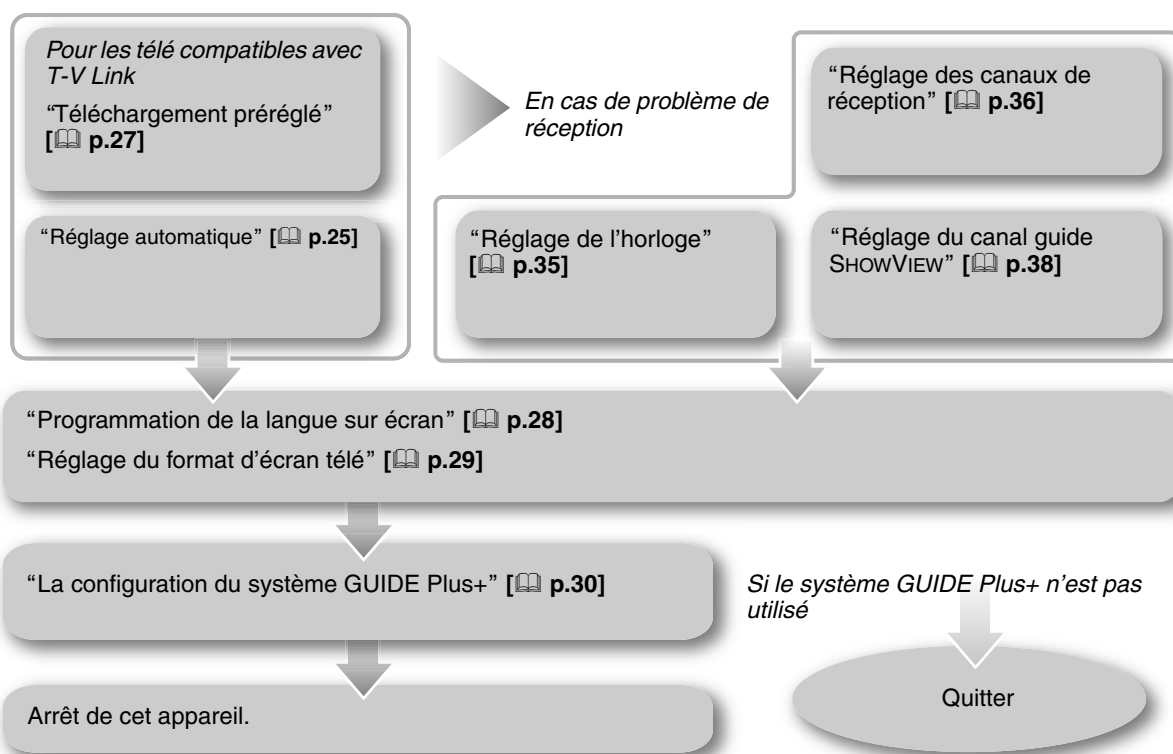 Pour les télé compatibles avec
T-V Link
“Téléchargement préréglé”
[📖 p.27]
“Réglage automatique” [📖 p.25]
En cas de problème de
réception
“Réglage des canaux de
réception” [📖 p.36]
“Réglage de l’horloge”
[📖 p.35]
“Réglage du canal guide
SHOWVIEW” [📖 p.38]
“Programmation de la langue sur écran” [📖 p.28]
“Réglage du format d’écran télé” [📖 p.29]
“La configuration du système GUIDE Plus+” [📖 p.30]
Si le système GUIDE Plus+ n’est pas
utilisé
Arrêt de cet appareil.
Quitter